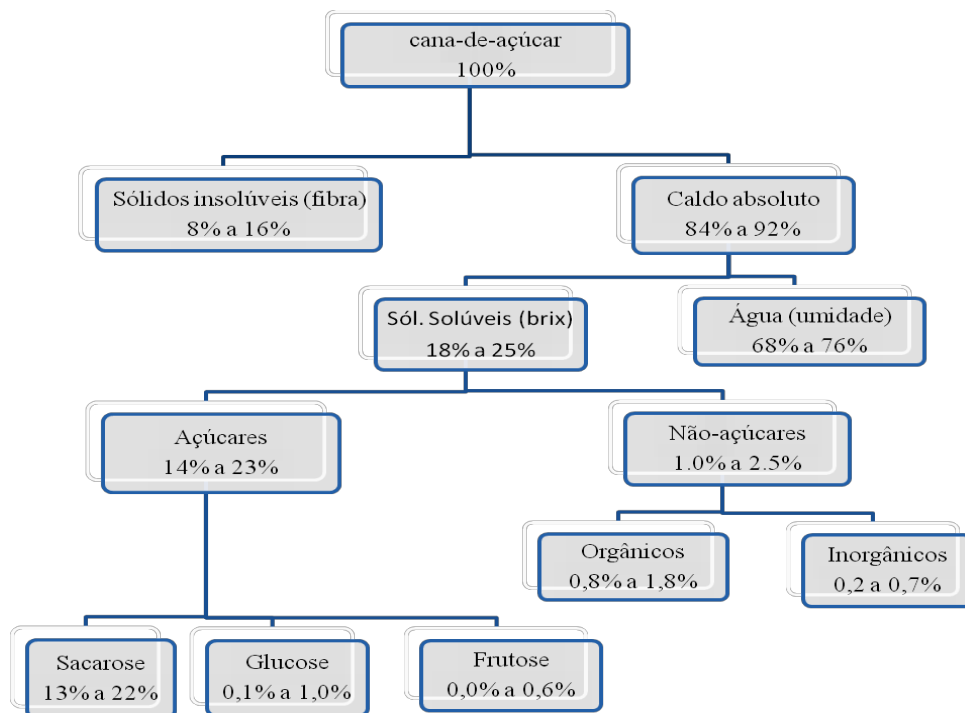 cana-de-açúcar
100%
Sólidos insolúveis (fibra)
8% a 16%
Caldo absoluto
84% a 92%
Sól. Solúveis (brix)
18% a 25%
Água (umidade)
68% a 76%
Açúcares
14% a 23%
Não-açúcares
1.0% a 2.5%
Orgânicos
0,8% a 1,8%
Inorgânicos
0,2 a 0,7%
Sacarose
13% a 22%
Glucose
0,1% a 1,0%
Frutose
0,0% a 0,6%